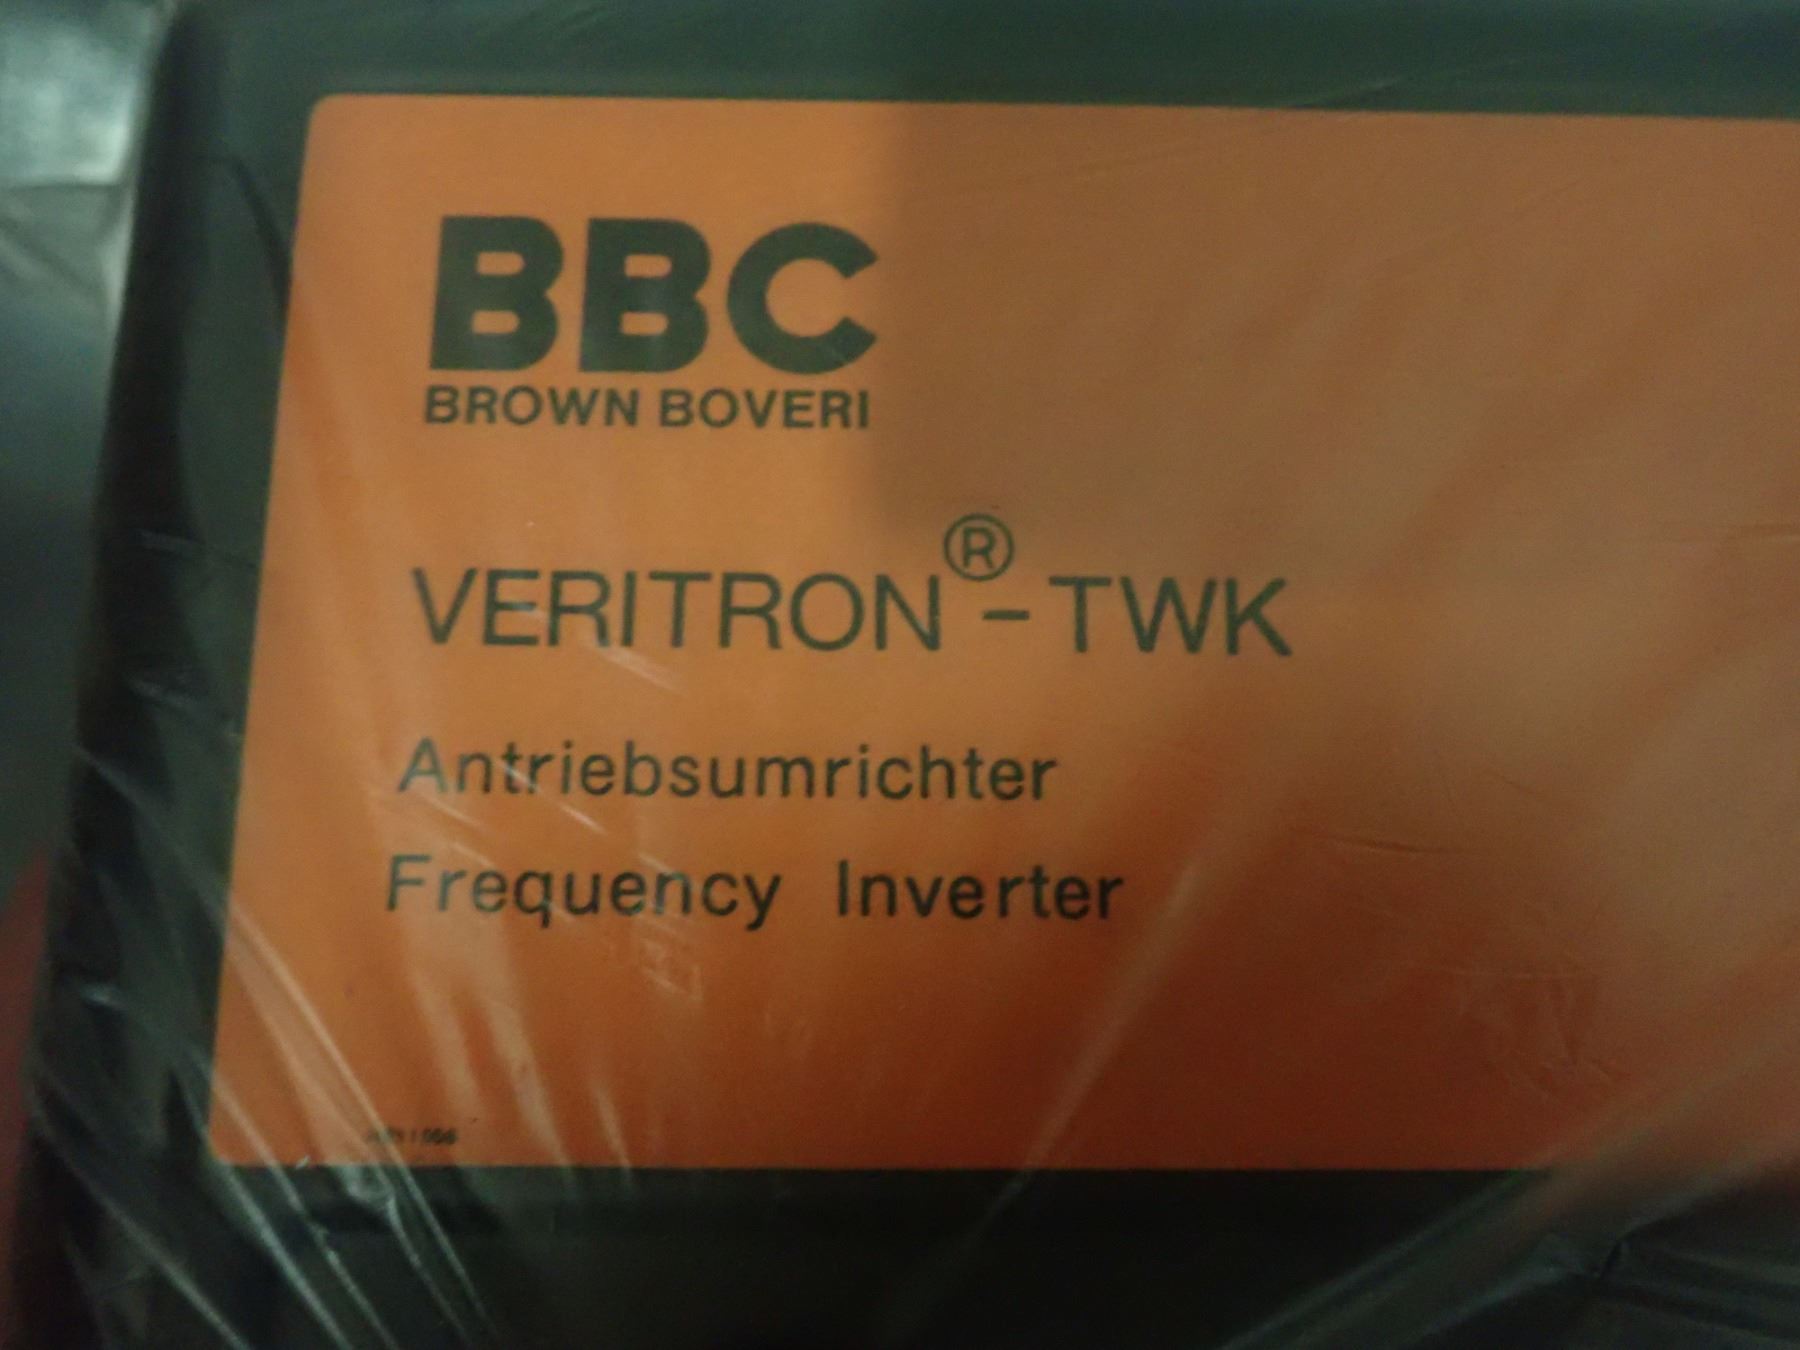 BBC
BROWN BOVERI
VERITRON®-TWK
Antriebsumrichter
Frequency Inverter